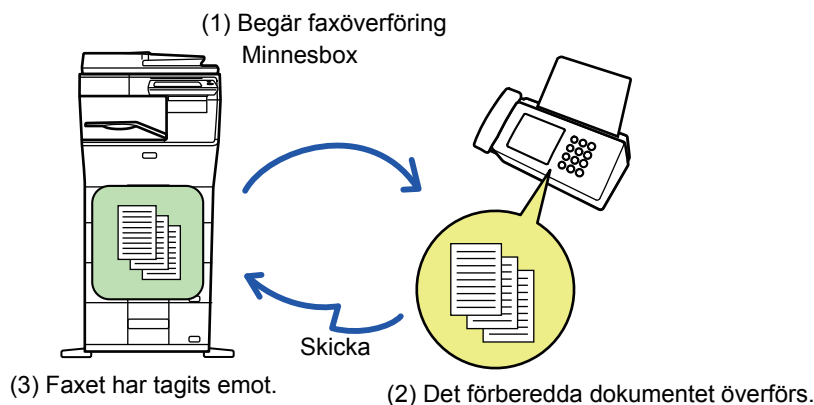 (1) Begär faxöverföring
Minnesbox
Skicka
(3) Faxet har tagits emot.
(2) Det förberedda dokumentet överförs.